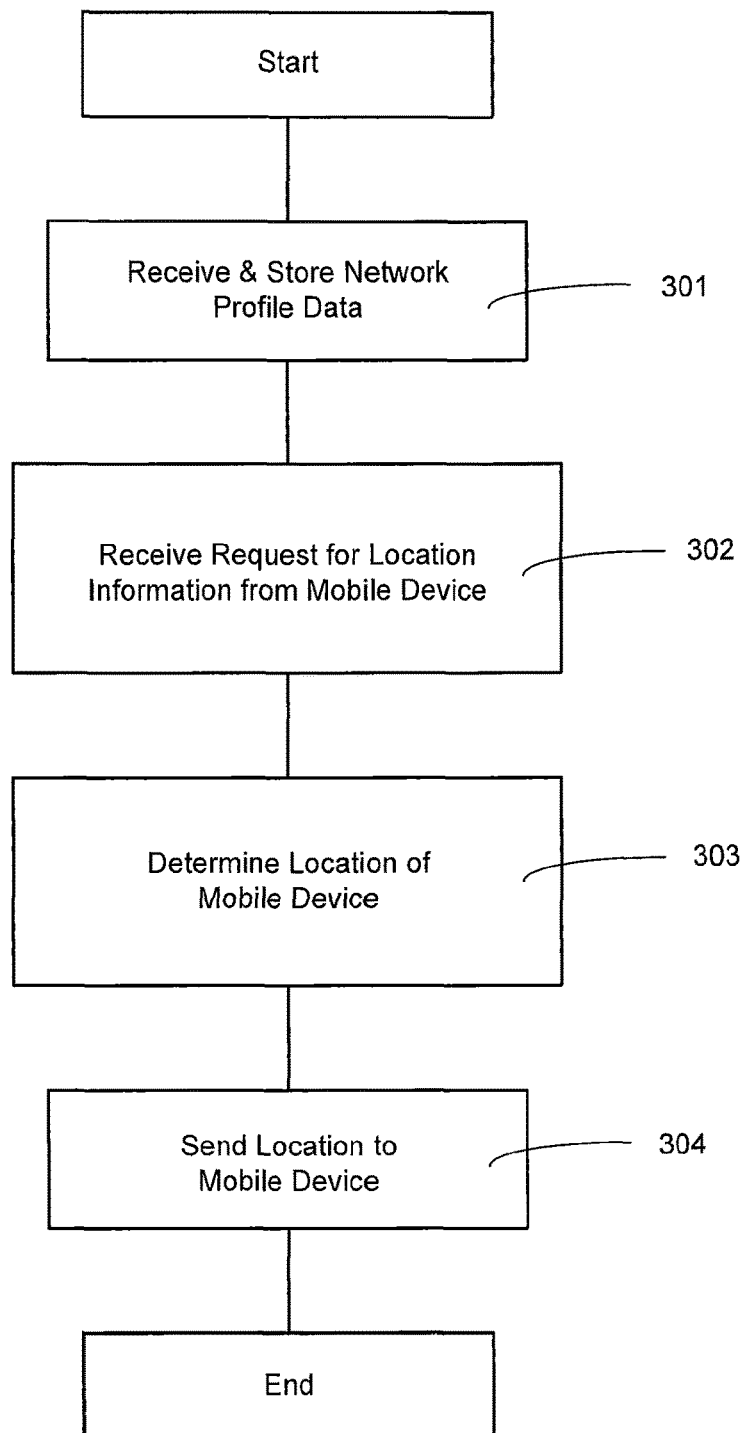 Start
Receive & Store Network
Profile Data
301
Receive Request for Location
Information from Mobile Device
302
Determine Location of
Mobile Device
303
Send Location to
Mobile Device
304
End